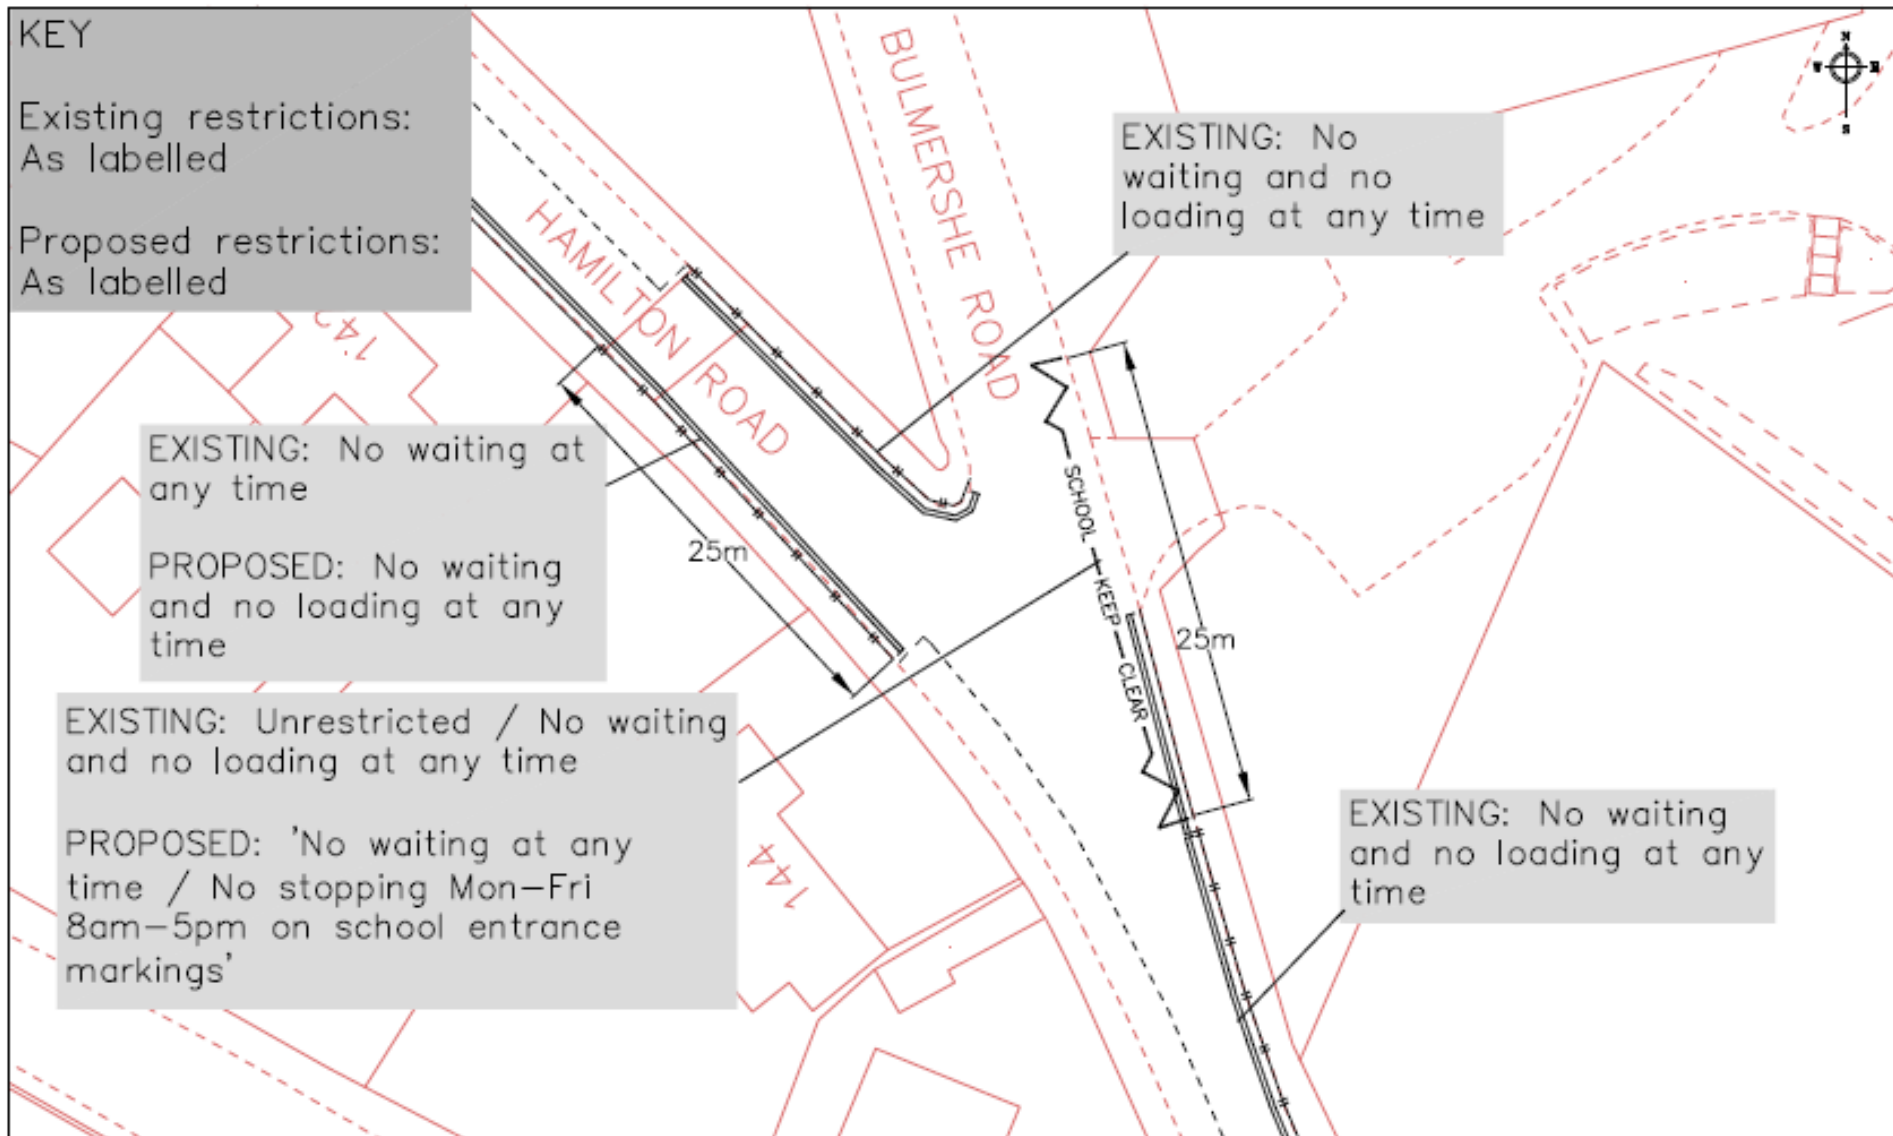 KEY
Existing restrictions:
As labelled
Proposed restrictions:
As labelled
HAMILTON
ROAD
BULMERSHE ROAD
N
W
E
S
EXISTING: No
waiting and no
loading at any time
142
EXISTING: No waiting at
any time
PROPOSED: No waiting
and no loading at any
time
25m
SCHOOL KEEP CLEAR
25m
EXISTING: Unrestricted / No waiting
and no loading at any time
PROPOSED: 'No waiting at any
time / No stopping Mon-Fri
8am-5pm on school entrance
markings'
144
EXISTING: No waiting
and no loading at any
time